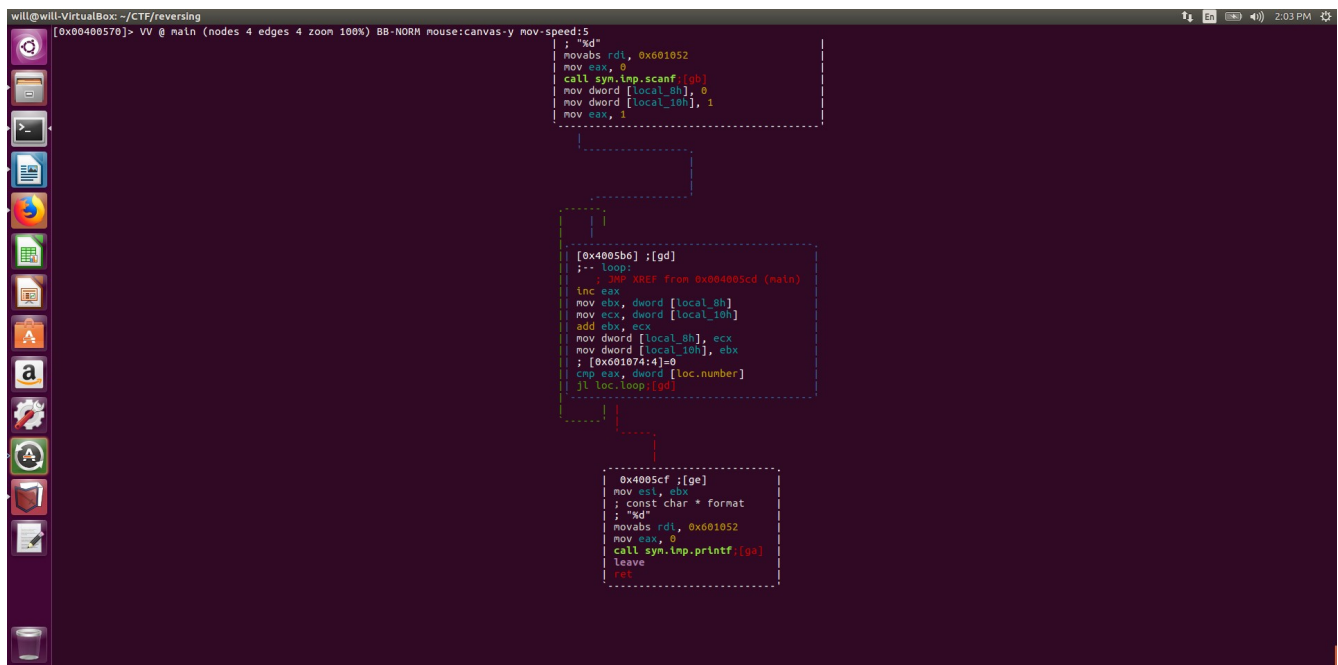 will@will-VirtualBox: ~/CTF/reversing
En
2:03 PM
[0x00400570]> VV @ main (nodes 4 edges 4 zoom 100%) BB-NORM mouse:canvas-y mov-speed:5
; "%d"
movabs rdi, 0x601052
mov eax, 0
call sym.imp.scanf;[gb]
mov dword [local_8h], 0
mov dword [local_10h], 1
mov eax, 1
[0x4005b6] ;[gd]
;-- loop:
; JMP XREF from 0x004005cd (main)
inc eax
mov ebx, dword [local_8h]
mov ecx, dword [local_10h]
add ebx, ecx
mov dword [local_8h], ecx
mov dword [local_10h], ebx
; [0x601074:4]=0
cmp eax, dword [loc.number]
jl loc.loop;[gd]
0x4005cf ;[ge]
mov esi, ebx
; const char * format
; "%d"
movabs rdi, 0x601052
mov eax, 0
call sym.imp.printf;[ga]
leave
ret